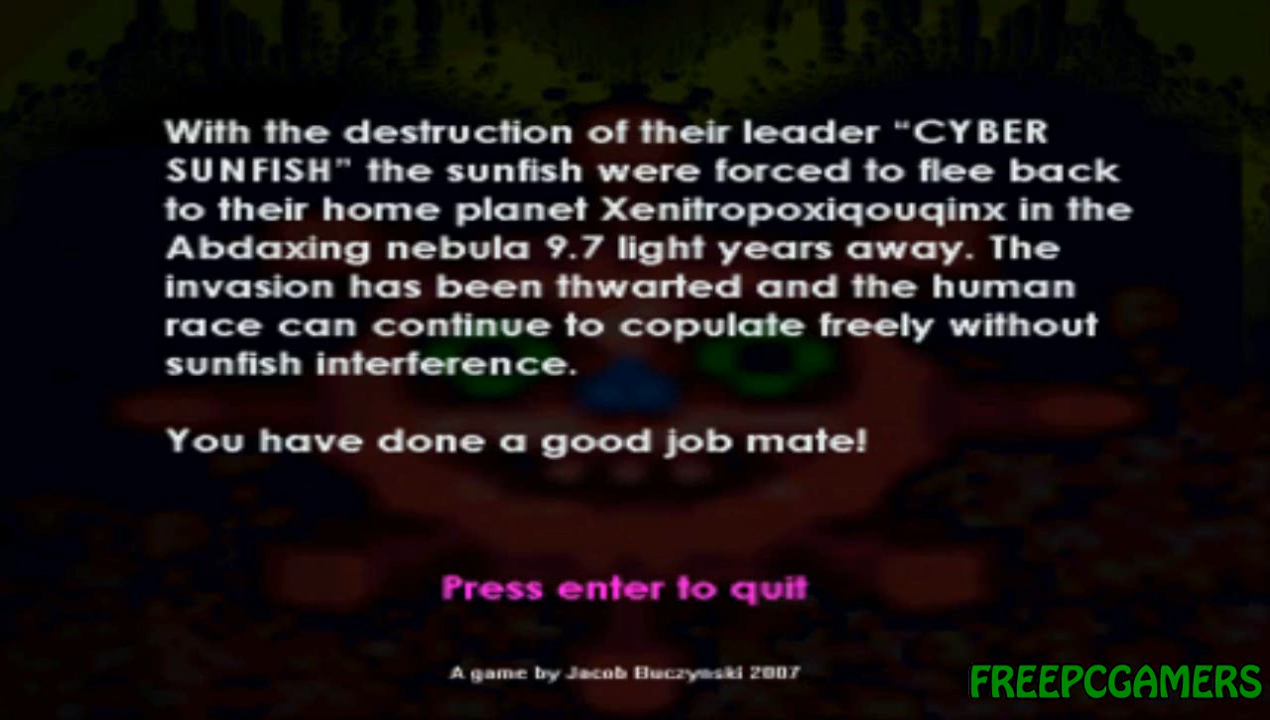 With the destruction of their leader “CYBER
SUNFISH” the sunfish were forced to flee back
to their home planet Xenitropoxiqouqinx in the
Abdaxing nebula 9.7 light years away. The
invasion has been thwarted and the human
race can continue to copulate freely without
sunfish interference.
You have done a good job mate!
Press enter to quit
A game by Jacob Buczynski 2007
FREEPCGAMERS